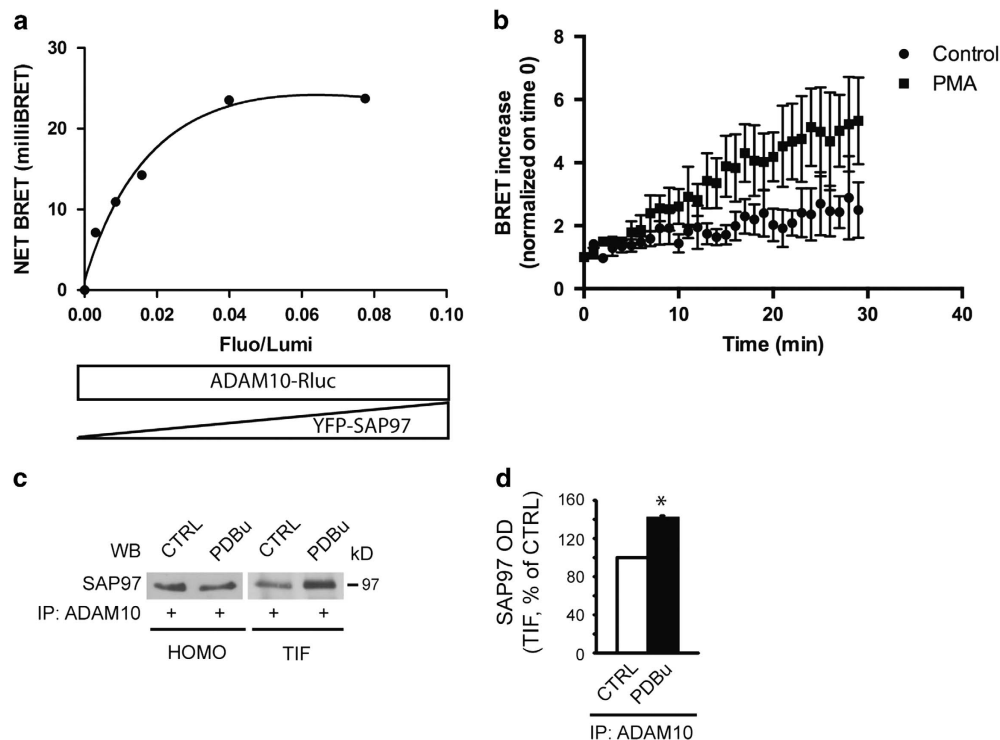 a
NET BRET (milliBRET)
30
20
10
0
0.00 0.02 0.04 0.06 0.08 0.10
Fluo/Lumi
ADAM10-Rluc
YFP-SAP97
b
BRET increase
(normalized on time 0)
8
6
4
2
0
0 10 20 30 40
Time (min)
Control
PMA
c
WB CTRL PDBu CTRL PDBu kD
SAP97 97
IP: ADAM10 + + + +
HOMO TIF
d
SAP97 OD
(TIF, % of CTRL)
160
120
80
40
0
*
CTRL PDBu
IP: ADAM10